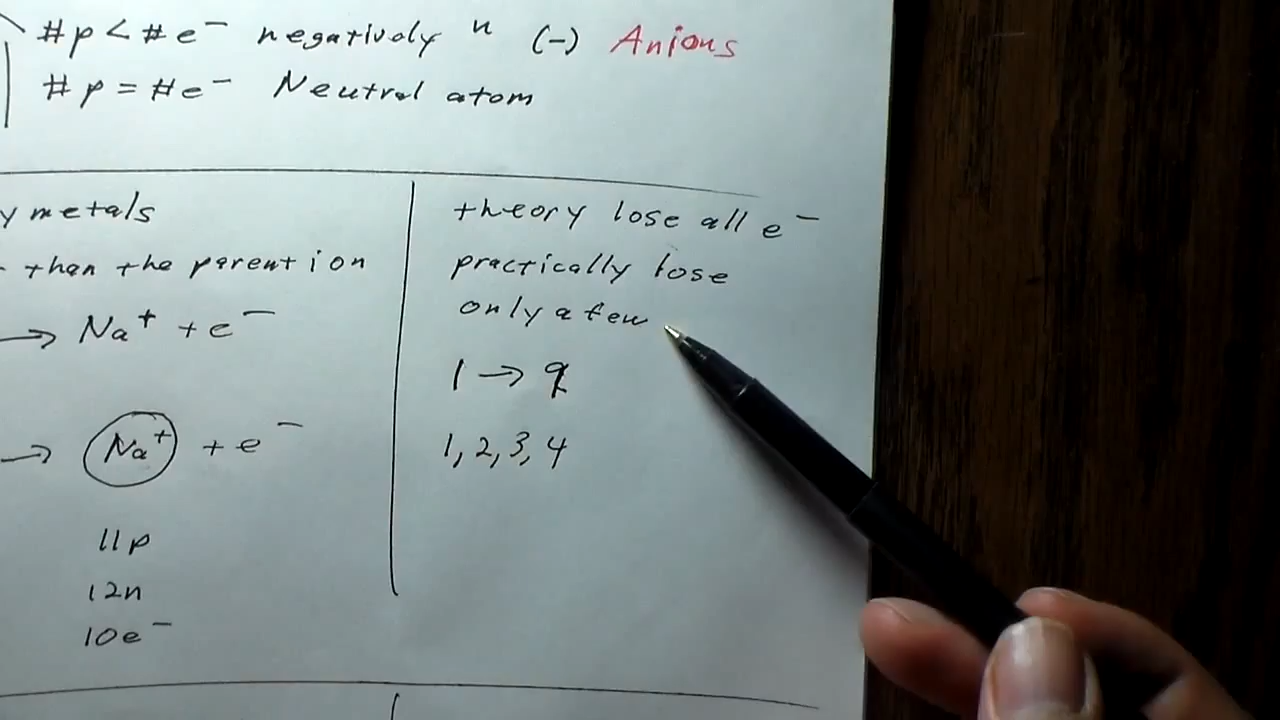 #p < #e⁻ negatively " (-) Anions
#p = #e⁻ Neutral atom
y metals
than the parent ion
→ Na⁺ + e⁻
→ Na⁺ + e⁻
11p
12n
10e⁻
theory lose all e⁻
practically lose
only a few
1 →
1, 2, 3, 4